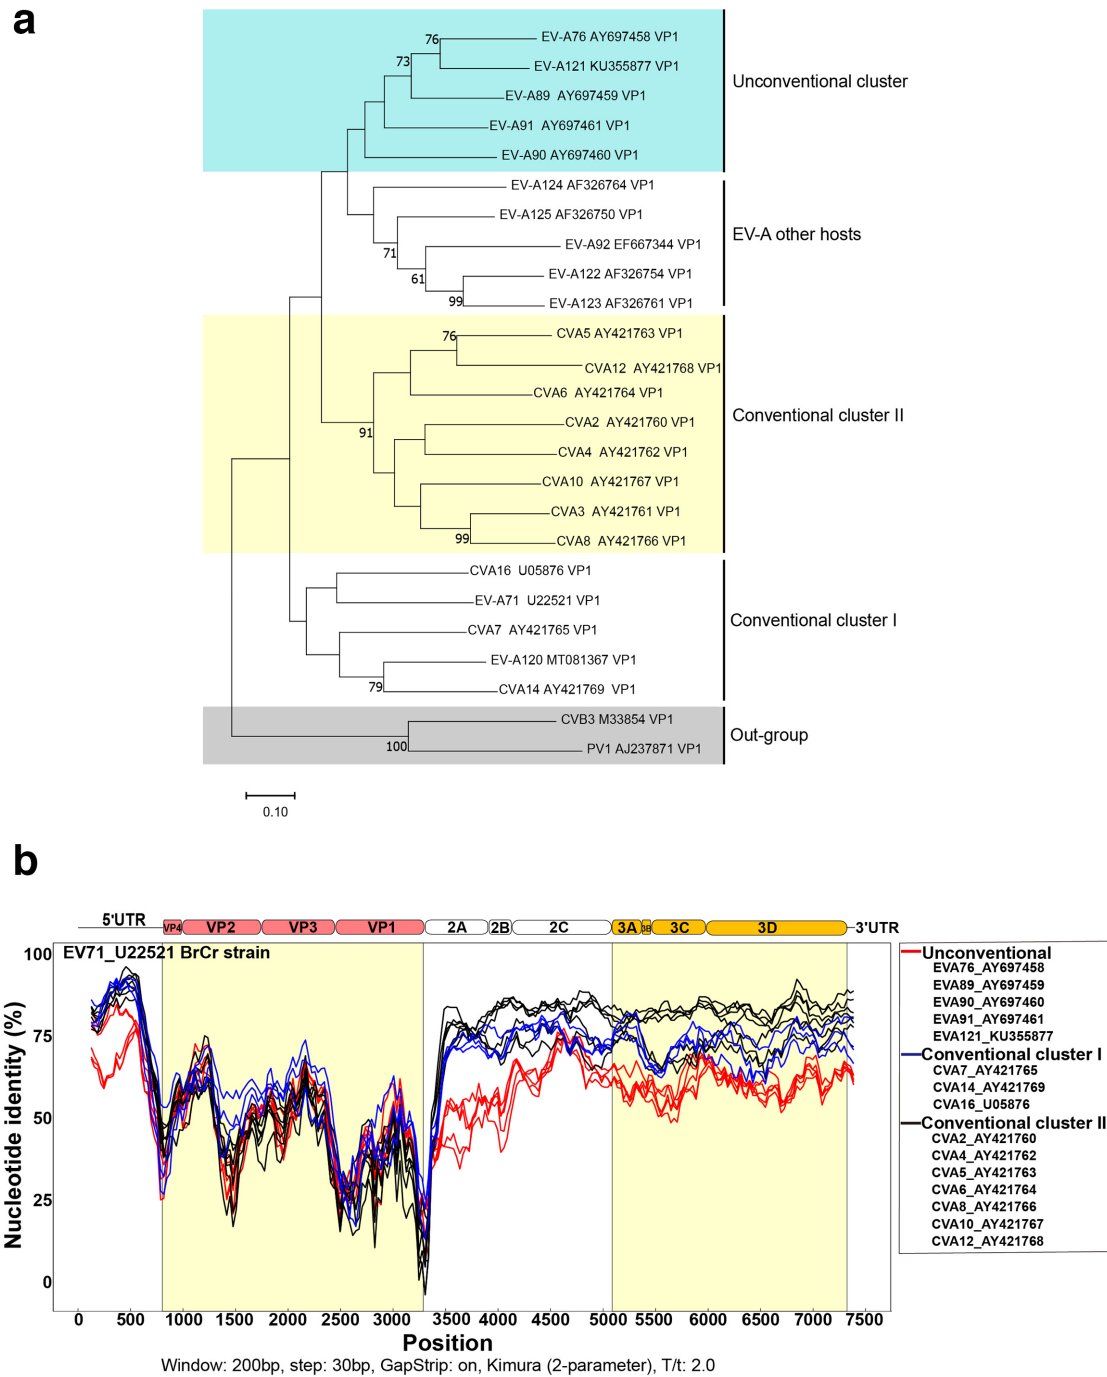 a
76
EV-A76 AY697458 VP1
73
EV-A121 KU355877 VP1
Unconventional cluster
EV-A89 AY697459 VP1
EV-A91 AY697461 VP1
EV-A90 AY697460 VP1
EV-A124 AF326764 VP1
EV-A125 AF326750 VP1
EV-A other hosts
71
EV-A92 EF667344 VP1
61
EV-A122 AF326754 VP1
99
EV-A123 AF326761 VP1
76
CVA5 AY421763 VP1
CVA12 AY421768 VP1
CVA6 AY421764 VP1
Conventional cluster II
91
CVA2 AY421760 VP1
CVA4 AY421762 VP1
CVA10 AY421767 VP1
CVA3 AY421761 VP1
99
CVA8 AY421766 VP1
CVA16 U05876 VP1
EV-A71 U22521 VP1
Conventional cluster I
CVA7 AY421765 VP1
EV-A120 MT081367 VP1
79
CVA14 AY421769 VP1
CVB3 M33854 VP1
Out-group
100
PV1 AJ237871 VP1
0.10
b
5'UTR VP4 VP2 VP3 VP1 2A 2B 2C 3A 3B 3C 3D 3'UTR
EV71_U22521 BrCr strain
Nucleotide identity (%)
100
75
50
25
0
0 500 1000 1500 2000 2500 3000 3500 4000 4500 5000 5500 6000 6500 7000 7500
Position
Window: 200bp, step: 30bp, GapStrip: on, Kimura (2-parameter), T/t: 2.0
Unconventional
EVA76_AY697458
EVA89_AY697459
EVA90_AY697460
EVA91_AY697461
EVA121_KU355877
Conventional cluster I
CVA7_AY421765
CVA14_AY421769
CVA16_U05876
Conventional cluster II
CVA2_AY421760
CVA4_AY421762
CVA5_AY421763
CVA6_AY421764
CVA8_AY421766
CVA10_AY421767
CVA12_AY421768